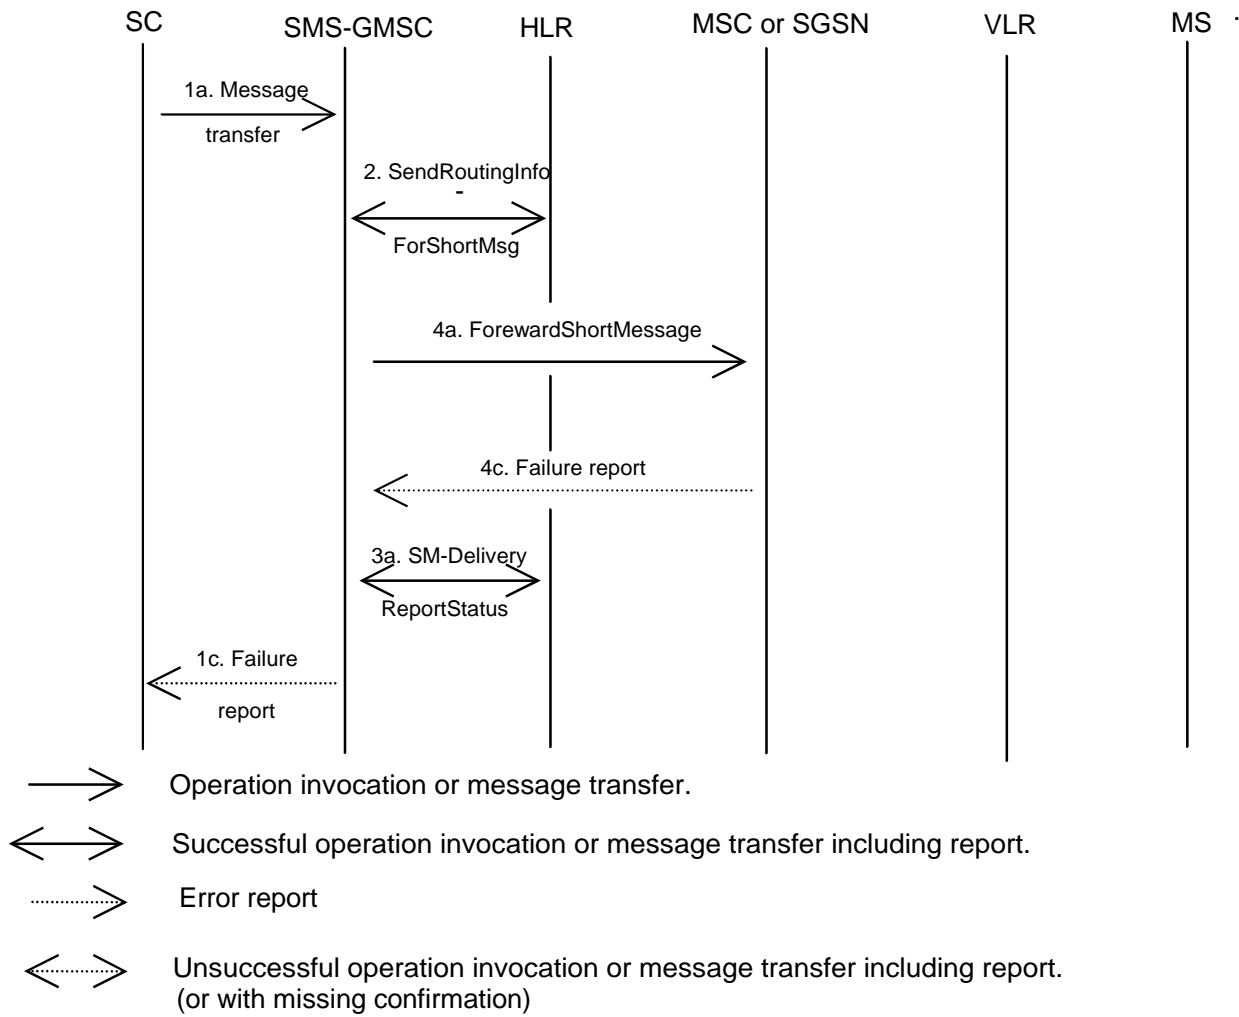 SC SMS-GMSC HLR MSC or SGSN VLR MS .
1a. Message
transfer
2. SendRoutingInfo
-
ForShortMsg
4a. ForewardShortMessage
4c. Failure report
3a. SM-Delivery
ReportStatus
1c. Failure
report
Operation invocation or message transfer.
Successful operation invocation or message transfer including report.
Error report
Unsuccessful operation invocation or message transfer including report.
(or with missing confirmation)